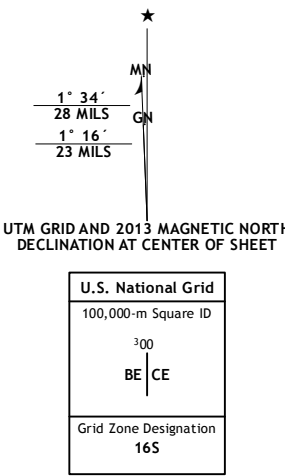 MN
1° 34´
28 MILS
GN
1° 16´
23 MILS
UTM GRID AND 2013 MAGNETIC NORTH
DECLINATION AT CENTER OF SHEET
U.S. National Grid
100,000-m Square ID
³00
BE CE
Grid Zone Designation
16S